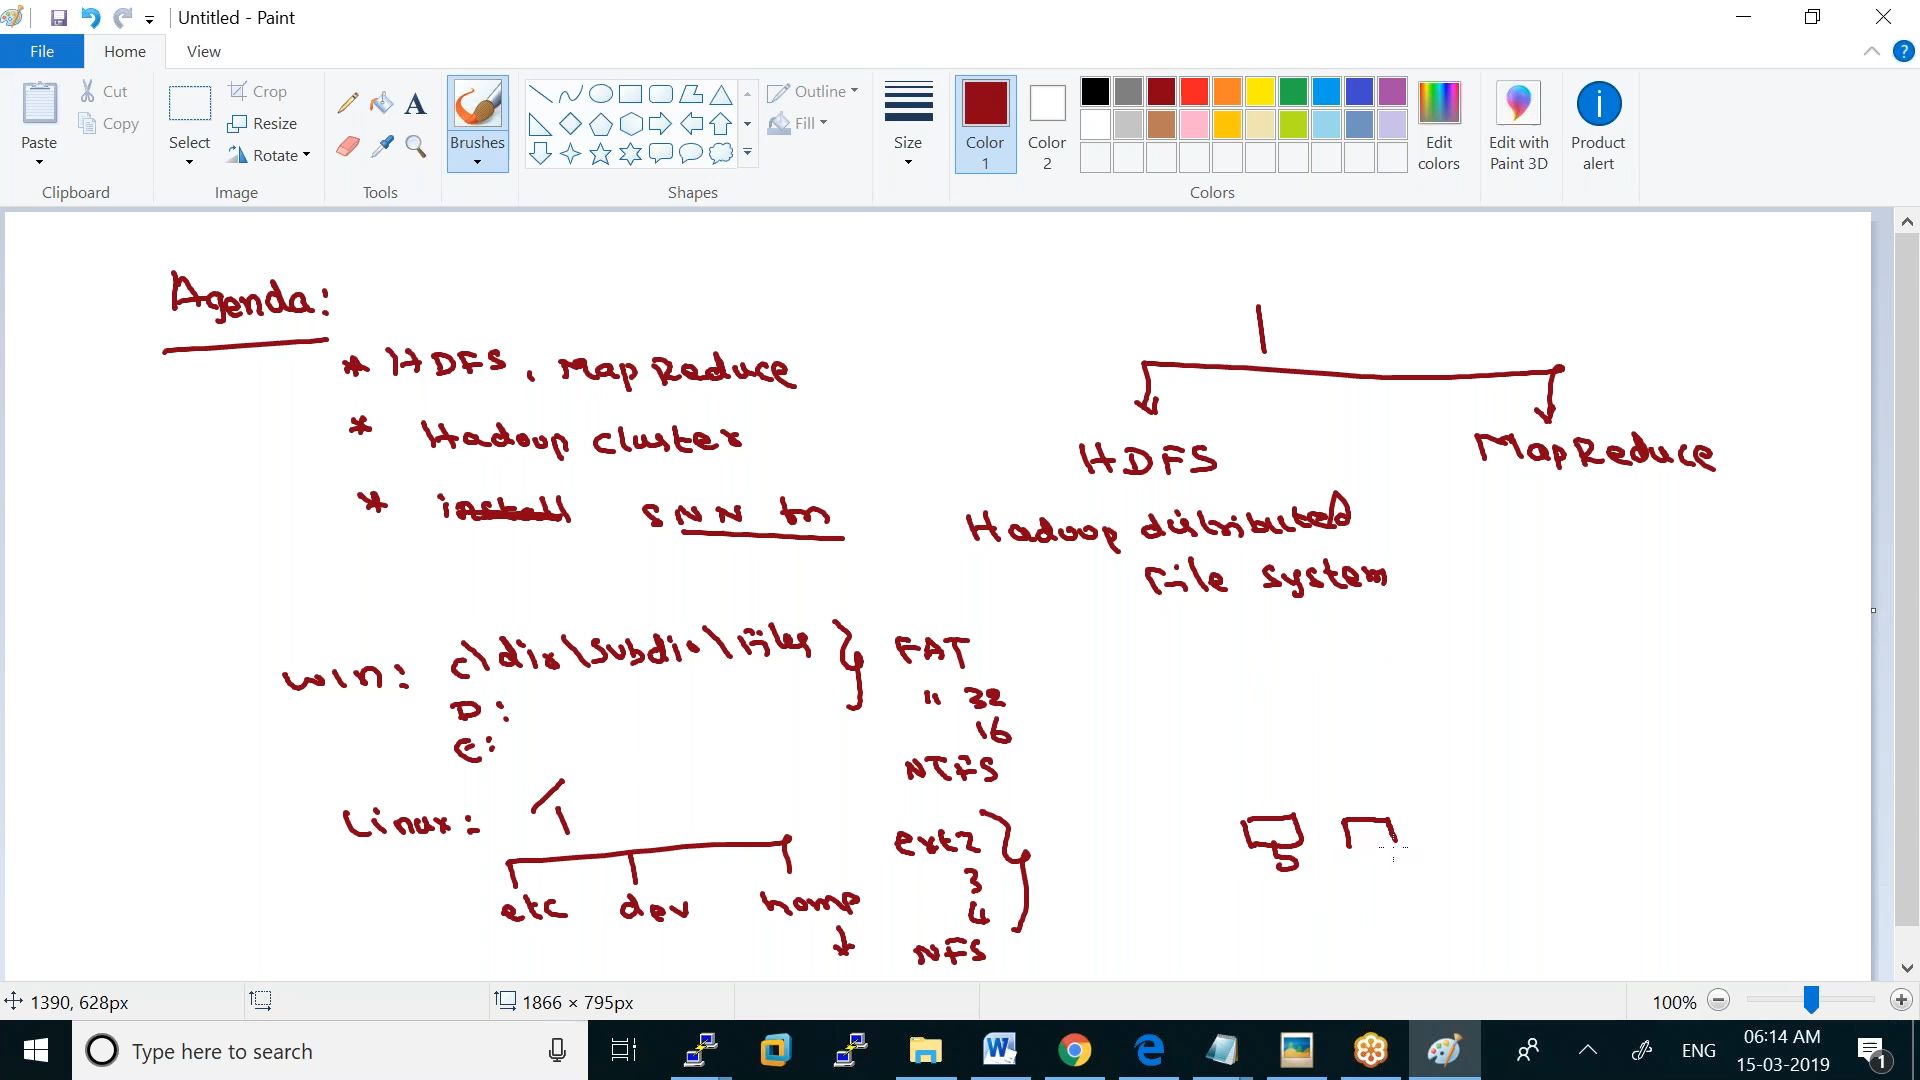 Untitled - Paint
File Home View
Paste
Cut
Copy
Clipboard
Select
Crop
Resize
Rotate
Image
A
Tools
Brushes
Shapes
Outline
Fill
Size
Color 1
Color 2
Colors
Edit colors
Edit with Paint 3D
Product alert
Agenda:
* HDFS, MapReduce
* Hadoop cluster
* install SNN fn
HDFS
MapReduce
Hadoop distributed
File system
win: c\dir\subdir\Files
D:
E:
FAT
" 32
16
NTFS
Linux: /
etc dev home
ext2
3
4
NFS
1390, 628px
1866 × 795px
100%
Type here to search
ENG
06:14 AM
15-03-2019
1